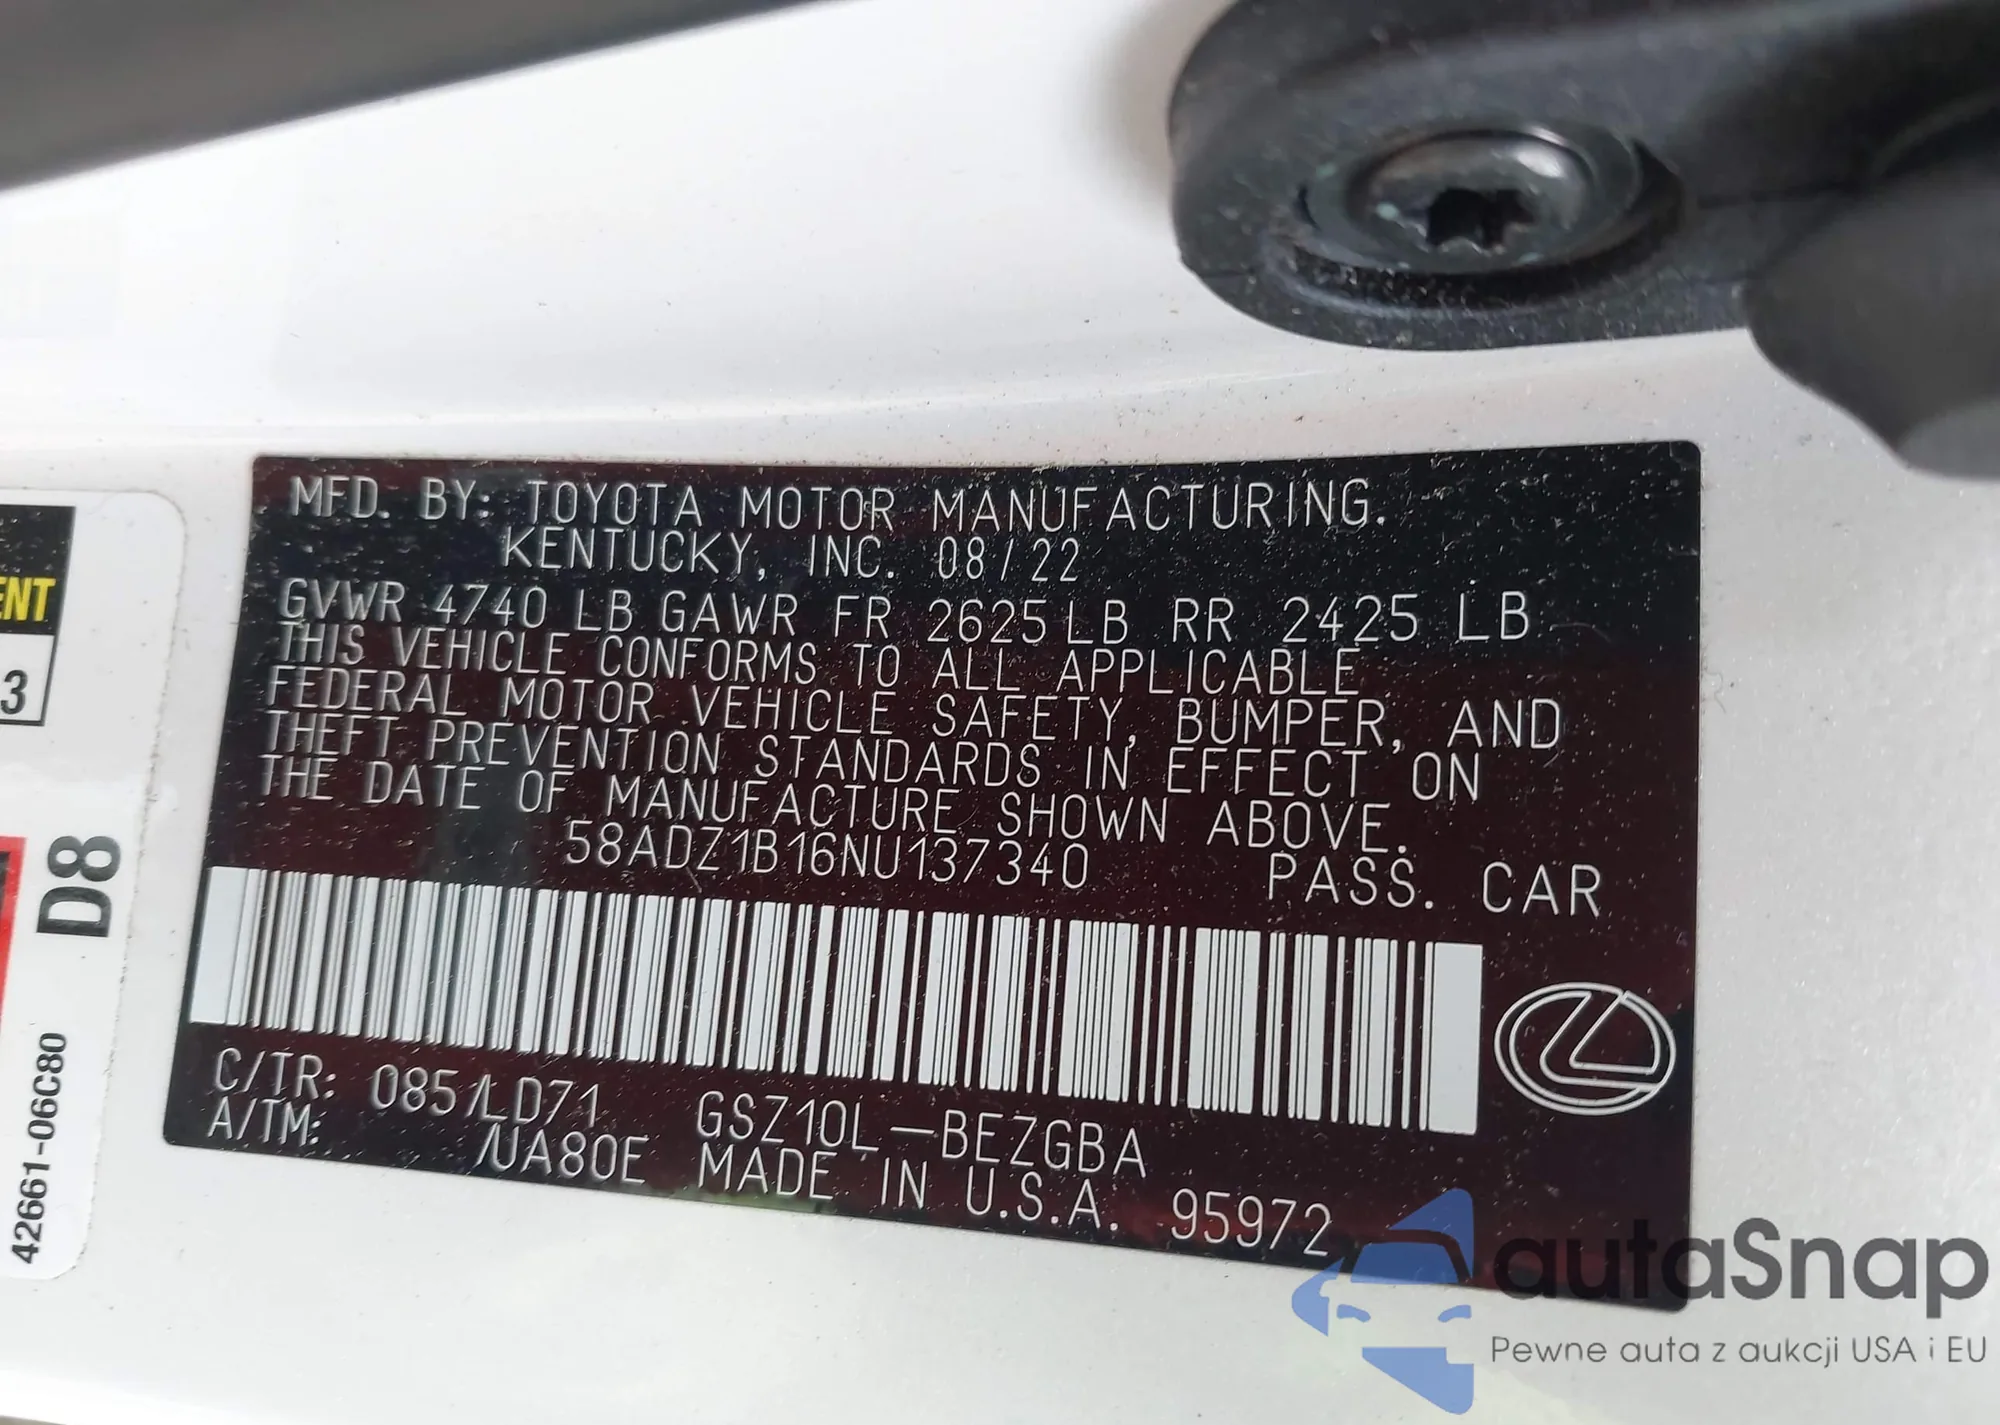 MFD. BY: TOYOTA MOTOR MANUFACTURING.
KENTUCKY, INC. 08/22
GVWR 4740 LB GAWR FR 2625 LB RR 2425 LB
THIS VEHICLE CONFORMS TO ALL APPLICABLE
FEDERAL MOTOR VEHICLE SAFETY, BUMPER, AND
THEFT PREVENTION STANDARDS IN EFFECT ON
THE DATE OF MANUFACTURE SHOWN ABOVE.
58ADZ1B16NU137340 PASS. CAR
C/TR: 085/LD71 GSZ10L-BEZGBA
A/TM: /UA80E MADE IN U.S.A. 95972
ENT
3
D8
42661-06C80
autaSnap
Pewne auta z aukcji USA i EU